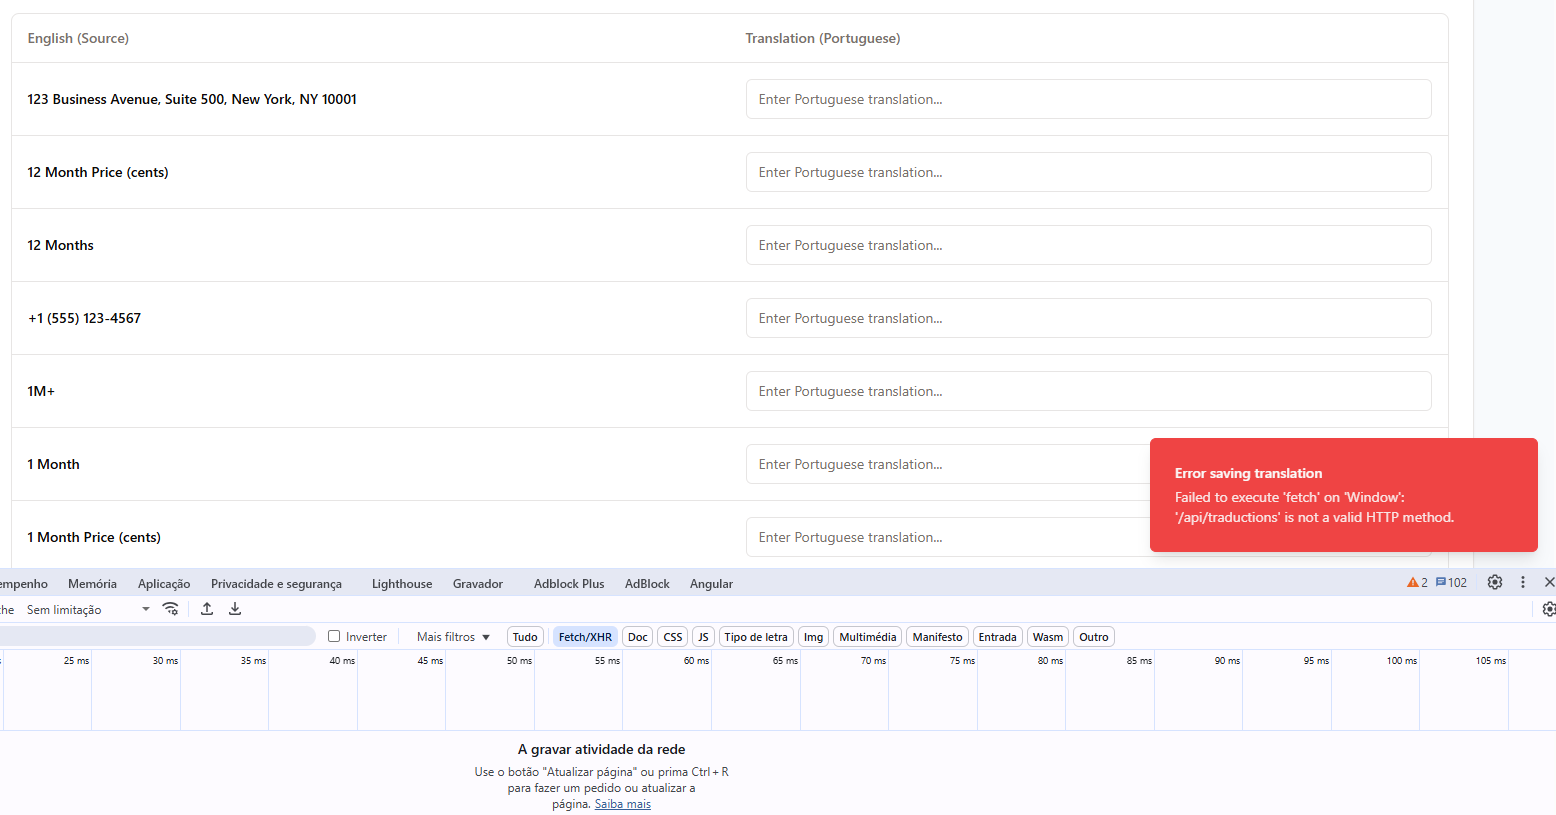 English (Source) Translation (Portuguese)
123 Business Avenue, Suite 500, New York, NY 10001 Enter Portuguese translation...
12 Month Price (cents) Enter Portuguese translation...
12 Months Enter Portuguese translation...
+1 (555) 123-4567 Enter Portuguese translation...
1M+ Enter Portuguese translation...
1 Month Enter Portuguese translation...
1 Month Price (cents) Enter Portuguese translation...
Error saving translation
Failed to execute 'fetch' on 'Window':
'/api/traductions' is not a valid HTTP method.
Memória Aplicação Privacidade e segurança Lighthouse Gravador Adblock Plus AdBlock Angular 2 102
Sem limitação
Inverter Mais filtros Tudo Fetch/XHR Doc CSS JS Tipo de letra Img Multimédia Manifesto Entrada Wasm Outro
25 ms 30 ms 35 ms 40 ms 45 ms 50 ms 55 ms 60 ms 65 ms 70 ms 75 ms 80 ms 85 ms 90 ms 95 ms 100 ms 105 ms
A gravar atividade da rede
Use o botão "Atualizar página" ou prima Ctrl + R
para fazer um pedido ou atualizar a
página. Saiba mais